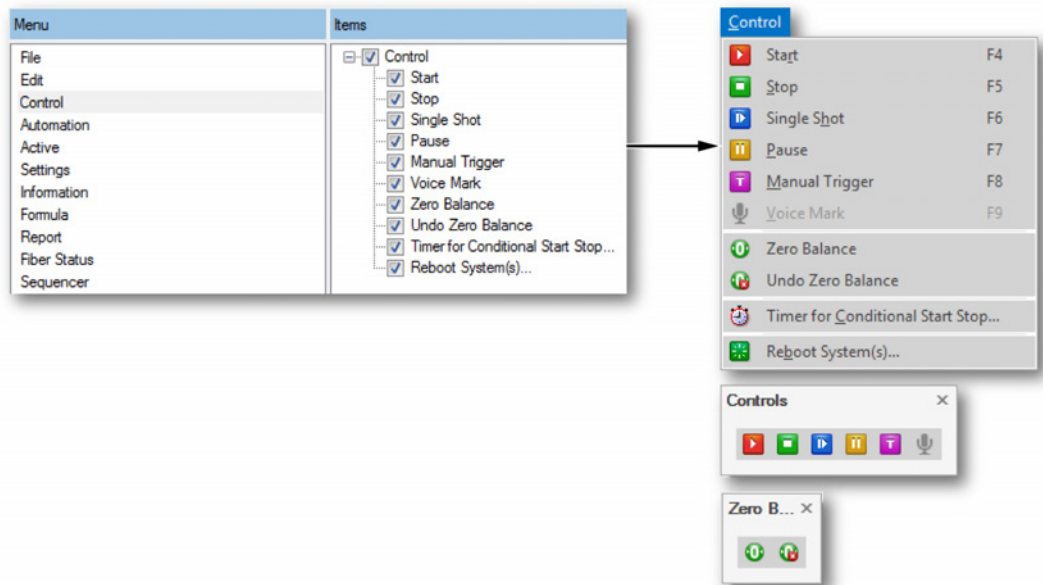 Menu
File
Edit
Control
Automation
Active
Settings
Information
Formula
Report
Fiber Status
Sequencer
Items
Control
Start
Stop
Single Shot
Pause
Manual Trigger
Voice Mark
Zero Balance
Undo Zero Balance
Timer for Conditional Start Stop...
Reboot System(s)...
Control
Start F4
Stop F5
Single Shot F6
Pause F7
T Manual Trigger F8
Voice Mark F9
0 Zero Balance
Undo Zero Balance
Timer for Conditional Start Stop...
Reboot System(s)...
Controls
T
Zero B...
0